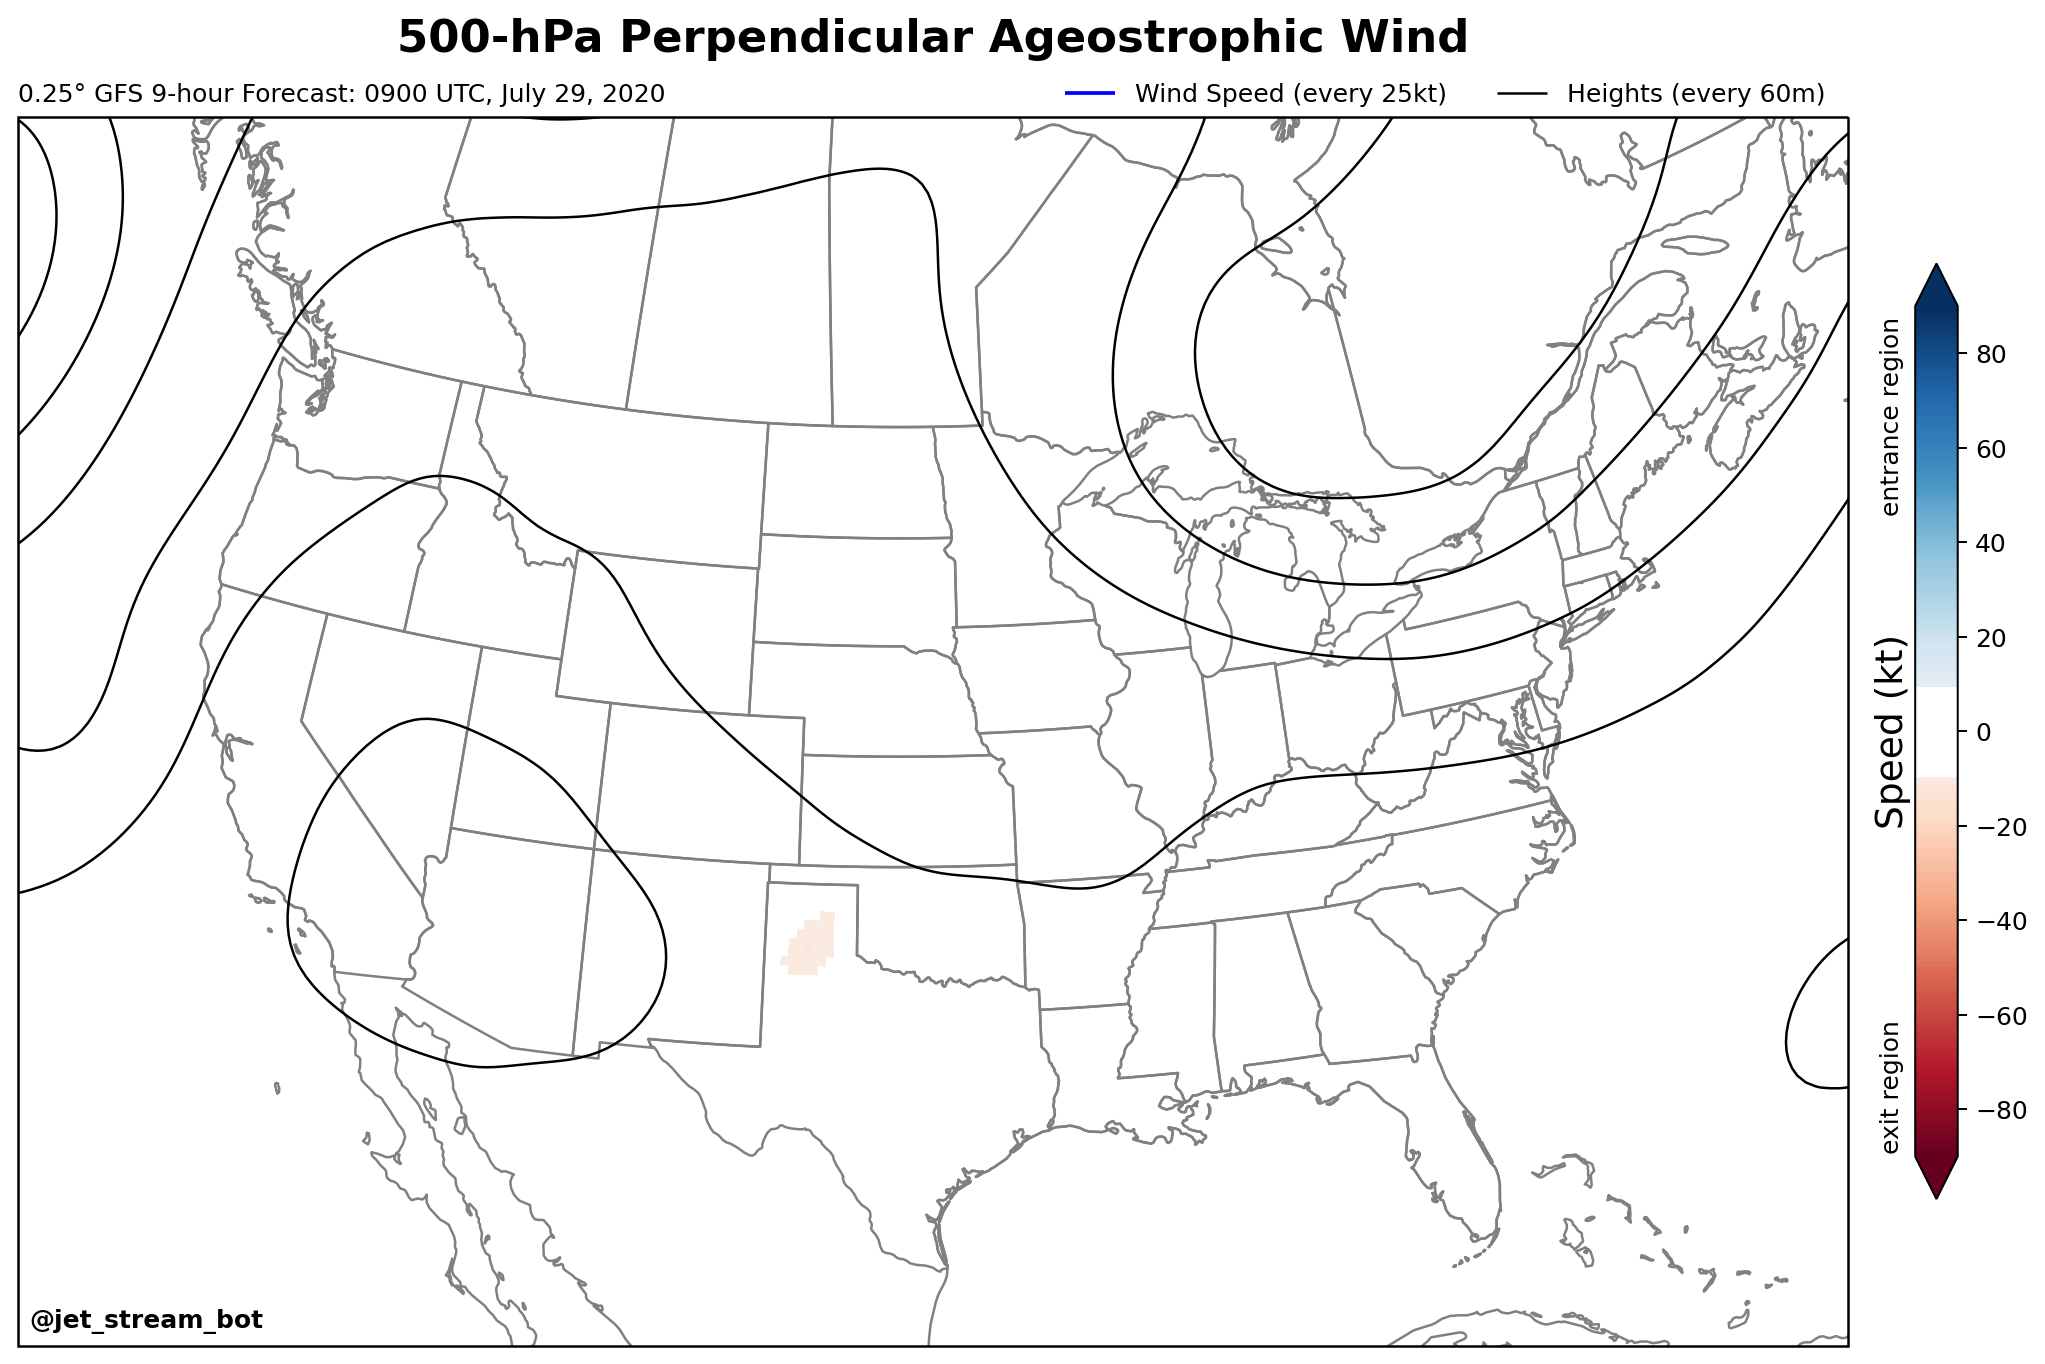 500-hPa Perpendicular Ageostrophic Wind
0.25° GFS 9-hour Forecast: 0900 UTC, July 29, 2020
Wind Speed (every 25kt)
Heights (every 60m)
entrance region
Speed (kt)
exit region
80
60
40
20
0
−20
−40
−60
−80
@jet_stream_bot